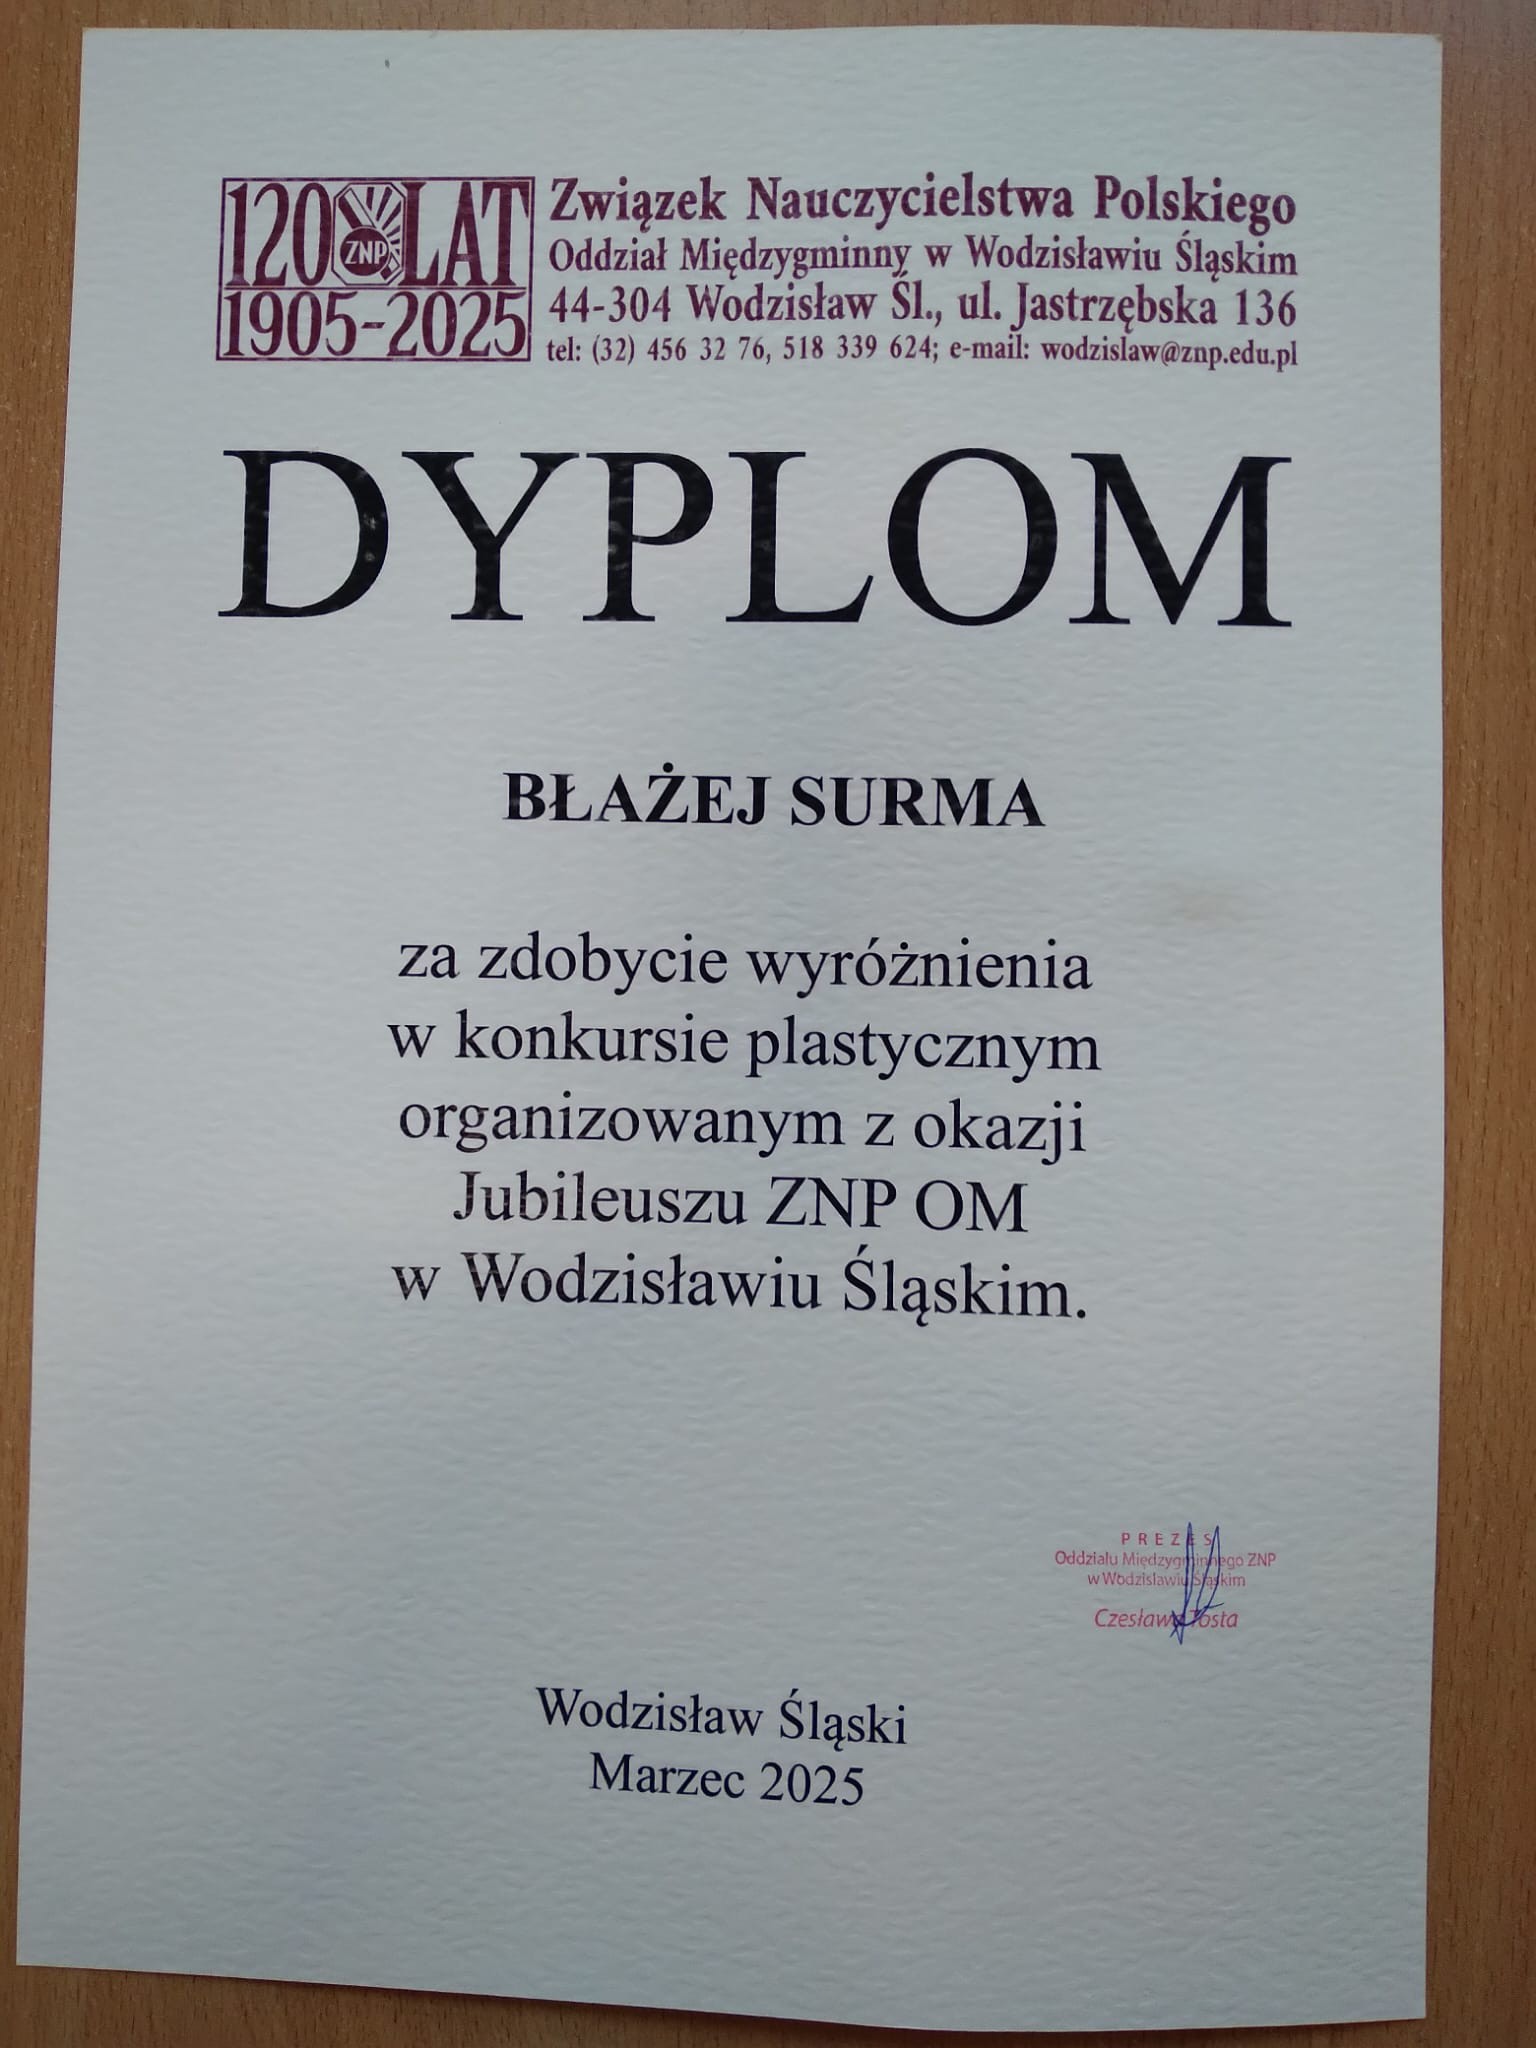 120 ZNP LAT
1905-2025
Związek Nauczycielstwa Polskiego
Oddział Międzygminny w Wodzisławiu Śląskim
44-304 Wodzisław Śl., ul. Jastrzębska 136
tel: (32) 456 32 76, 518 339 624; e-mail: wodzislaw@znp.edu.pl
DYPLOM
BŁAŻEJ SURMA
za zdobycie wyróżnienia
w konkursie plastycznym
organizowanym z okazji
Jubileuszu ZNP OM
w Wodzisławiu Śląskim.
PREZES
Oddziału Międzygminnego ZNP
w Wodzisławiu Śląskim
Czesława Tosta
Wodzisław Śląski
Marzec 2025